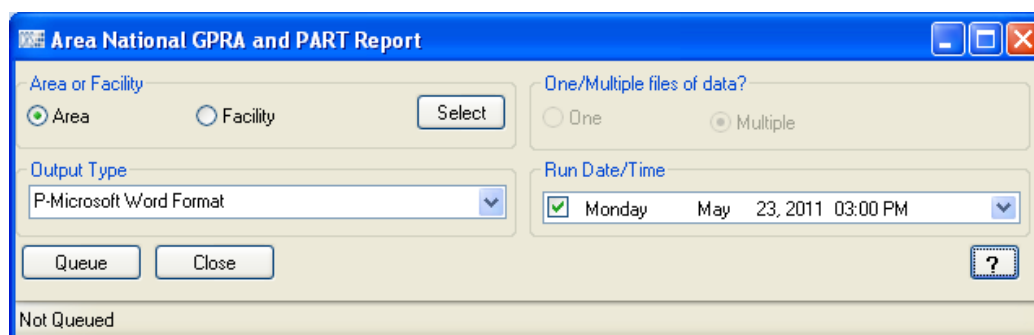 Area National GPRA and PART Report
Area or Facility
Area
Facility
Select
One/Multiple files of data?
One
Multiple
Output Type
P-Microsoft Word Format
Run Date/Time
Monday May 23, 2011 03:00 PM
Queue
Close
?
Not Queued